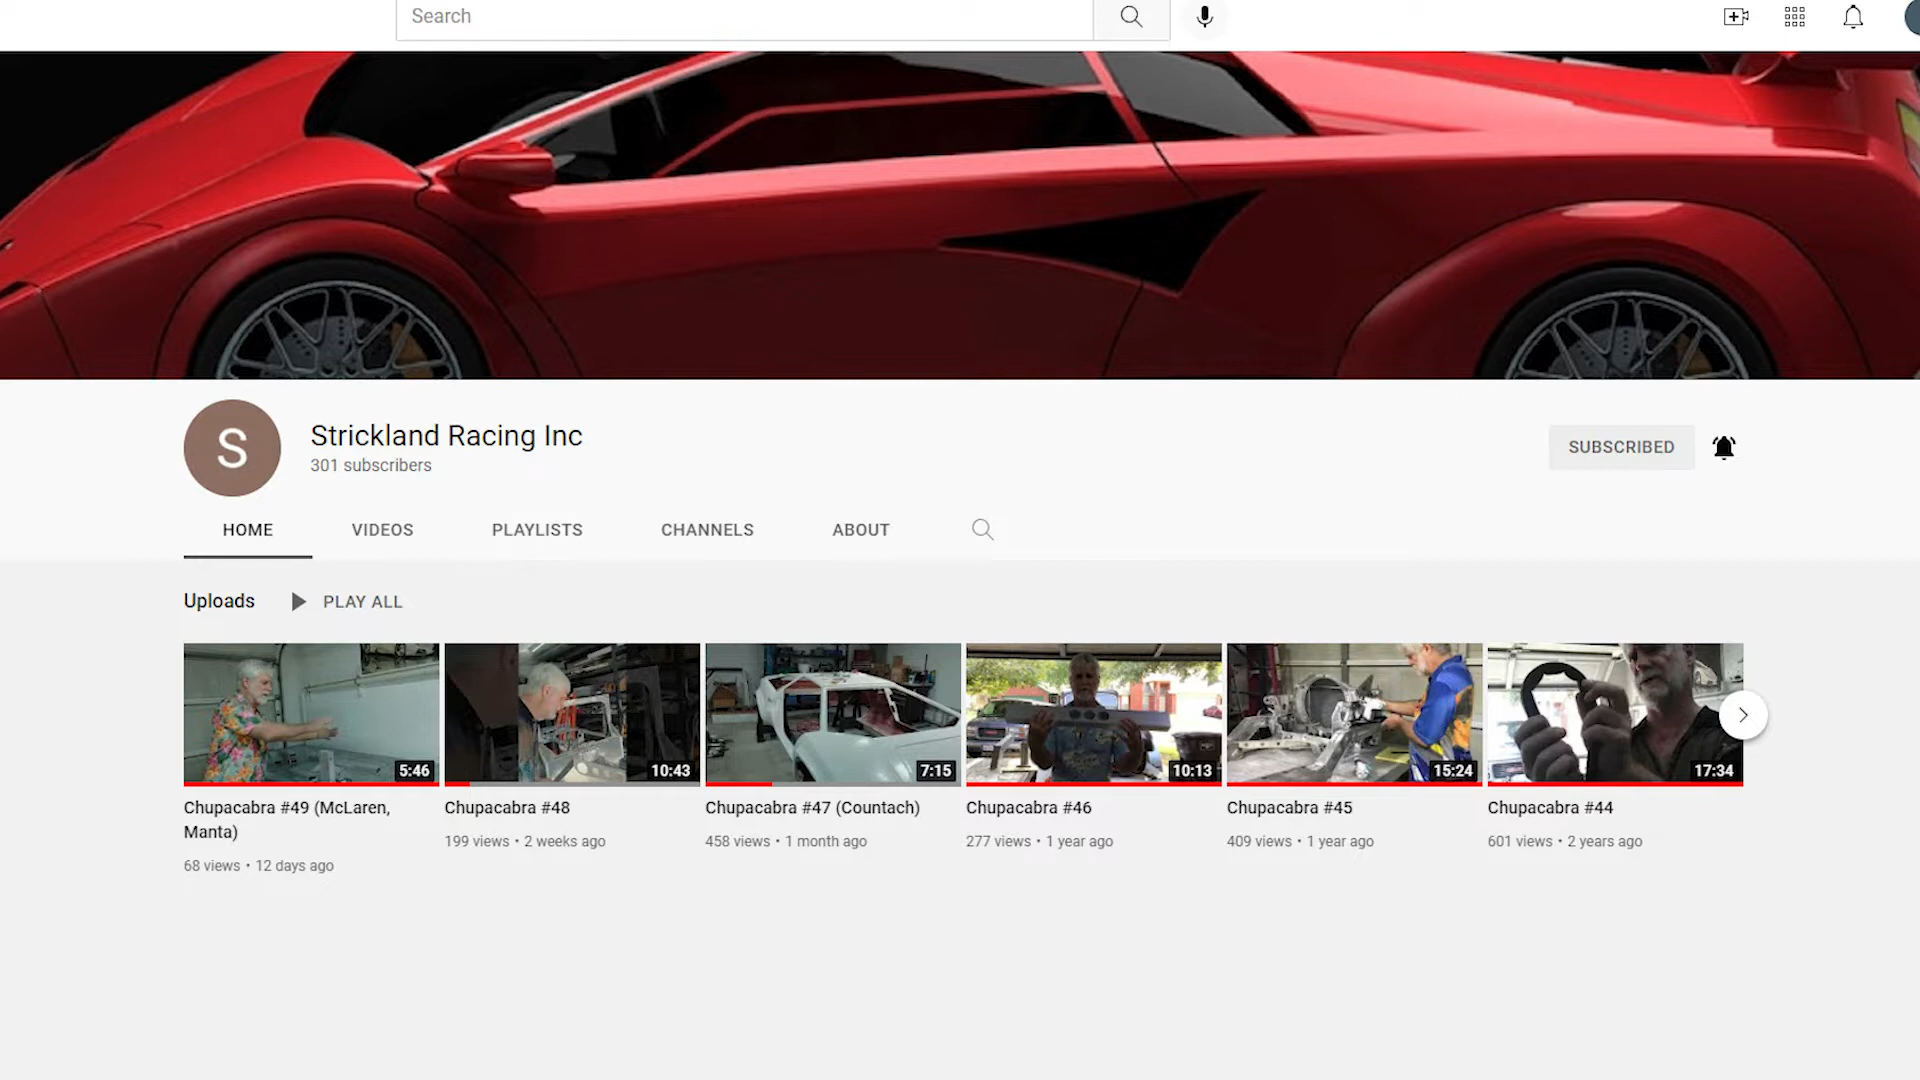 Search
S
Strickland Racing Inc
301 subscribers
SUBSCRIBED
HOME VIDEOS PLAYLISTS CHANNELS ABOUT
Uploads PLAY ALL
5:46 10:43 7:15 10:13 15:24 17:34
Chupacabra #49 (McLaren,
Manta)
68 views • 12 days ago
Chupacabra #48
199 views • 2 weeks ago
Chupacabra #47 (Countach)
458 views • 1 month ago
Chupacabra #46
277 views • 1 year ago
Chupacabra #45
409 views • 1 year ago
Chupacabra #44
601 views • 2 years ago